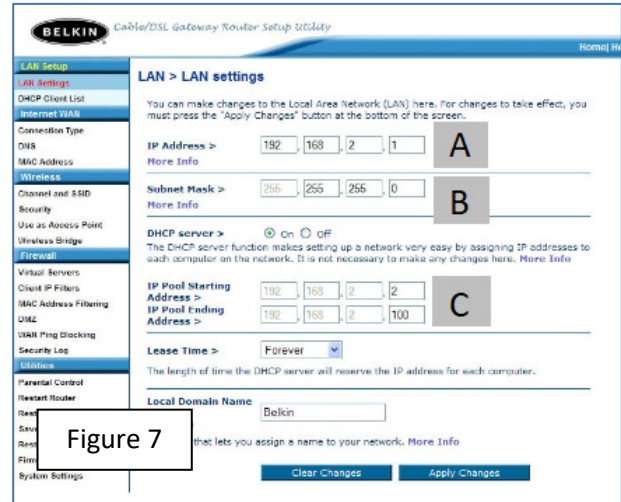 BELKIN Cable/DSL Gateway Router Setup Utility
Home| He
LAN Setup
LAN Settings
DHCP Client List
Internet WAN
Connection Type
DNS
MAC Address
Wireless
Channel and SSID
Security
Use as Access Point
Wireless Bridge
Firewall
Virtual Servers
Client IP Filters
MAC Address Filtering
DMZ
WAN Ping Blocking
Security Log
Utilities
Parental Control
Restart Router
System Settings
LAN > LAN settings
You can make changes to the Local Area Network (LAN) here. For changes to take effect, you
must press the "Apply Changes" button at the bottom of the screen.
IP Address > 192 . 168 . 2 . 1 A
More Info
Subnet Mask > 255 . 255 . 255 . 0 B
More Info
DHCP server > On Off
The DHCP server function makes setting up a network very easy by assigning IP addresses to
each computer on the network. It is not necessary to make any changes here. More Info
IP Pool Starting
Address > 192 . 168 . 2 . 2
IP Pool Ending
Address > 192 . 168 . 2 . 100
C
Lease Time > Forever
The length of time the DHCP server will reserve the IP address for each computer.
Local Domain Name
Belkin
that lets you assign a name to your network. More Info
Clear Changes Apply Changes
Figure 7